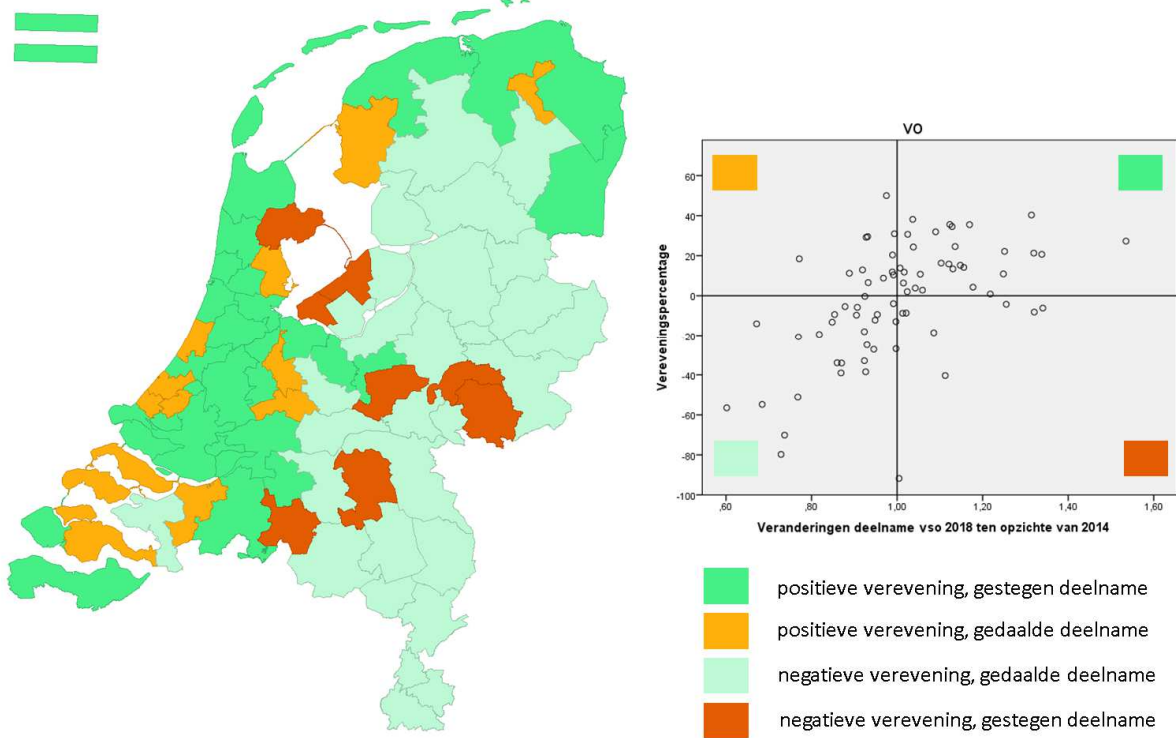 VO
60
40
20
0
-20
-40
-60
-80
-100
Vereveningspercentage
,60 ,80 1,00 1,20 1,40 1,60
Veranderingen deelname vso 2018 ten opzichte van 2014
positieve verevening, gestegen deelname
positieve verevening, gedaalde deelname
negatieve verevening, gedaalde deelname
negatieve verevening, gestegen deelname